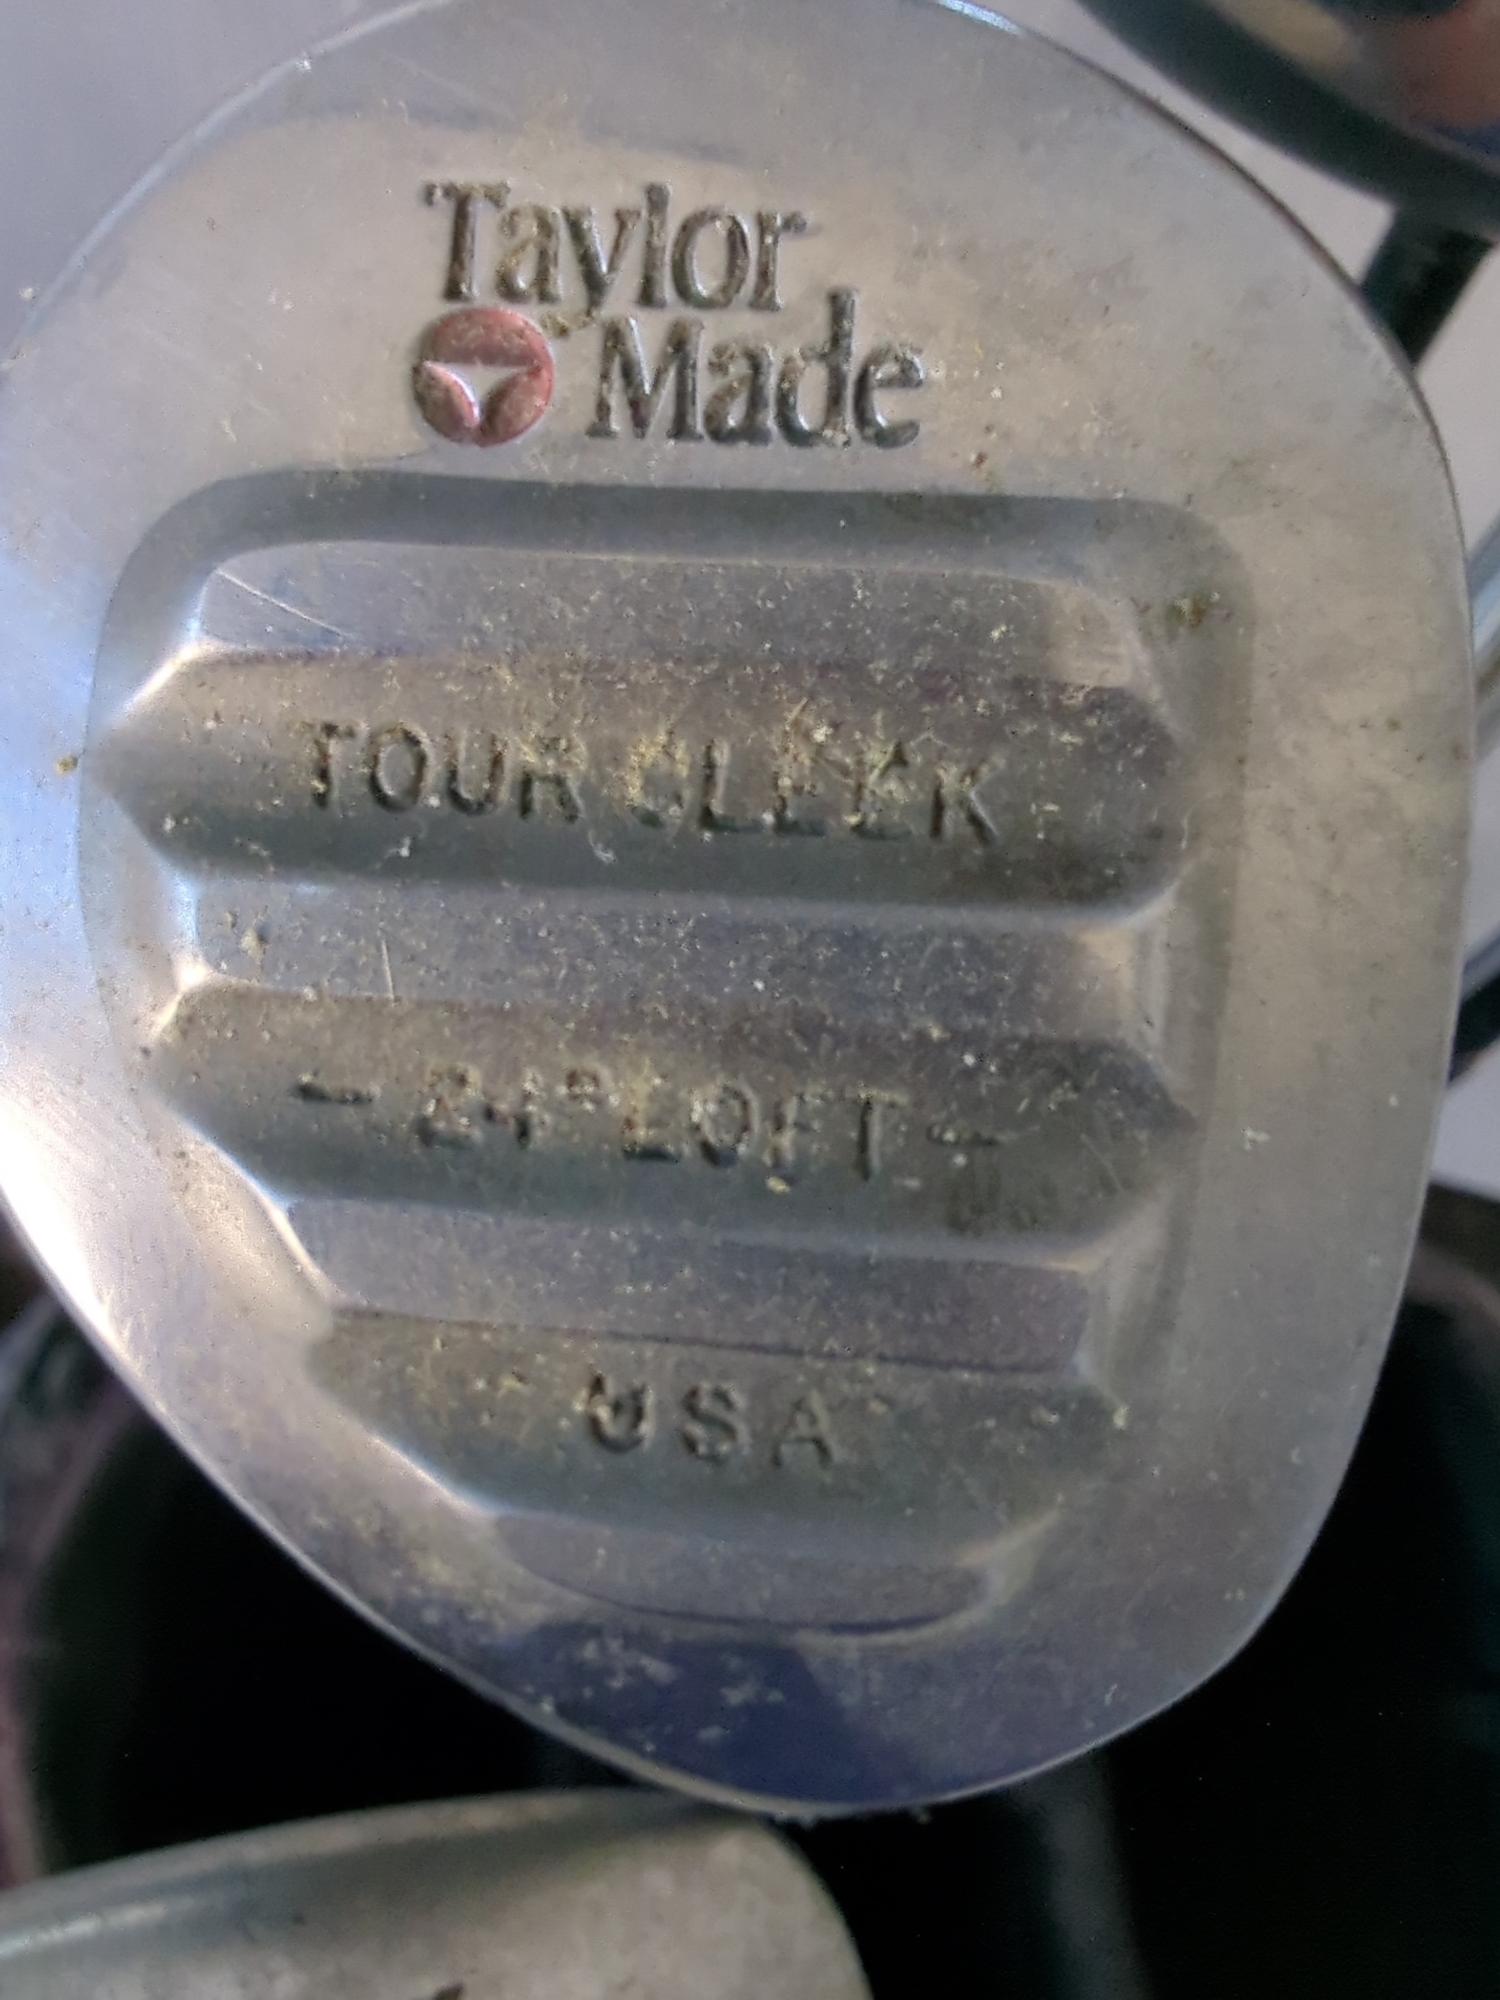 Taylor
Made
TOUR CLEEK
- 24° LOFT -
USA